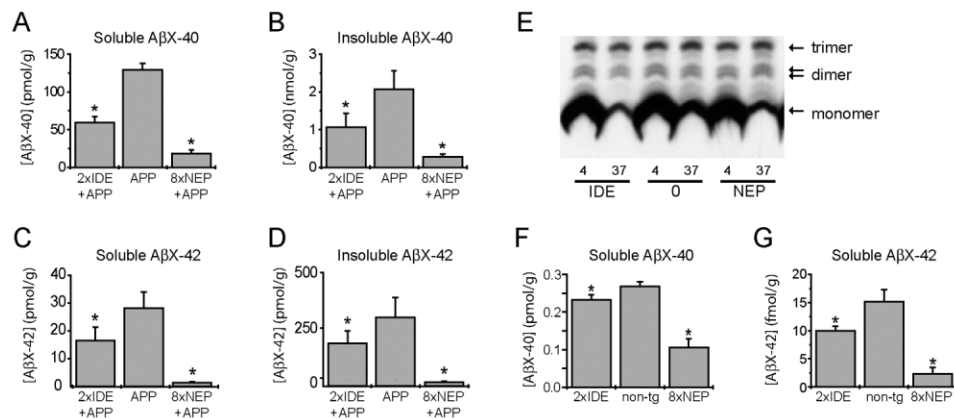 A
Soluble AβX-40
[AβX-40] (pmol/g)
150
100
50
0
*
*
2xIDE APP 8xNEP
+APP +APP
B
Insoluble AβX-40
[AβX-40] (nmol/g)
3
2
1
0
*
*
2xIDE APP 8xNEP
+APP +APP
E
trimer
dimer
monomer
4 37 4 37 4 37
IDE 0 NEP
C
Soluble AβX-42
[AβX-42] (pmol/g)
40
30
20
10
0
*
*
2xIDE APP 8xNEP
+APP +APP
D
Insoluble AβX-42
[AβX-42] (pmol/g)
500
250
0
*
*
2xIDE APP 8xNEP
+APP +APP
F
Soluble AβX-40
[AβX-40] (pmol/g)
0.3
0.2
0.1
0.0
*
*
2xIDE non-tg 8xNEP
G
Soluble AβX-42
[AβX-42] (fmol/g)
20
15
10
5
0
*
*
2xIDE non-tg 8xNEP